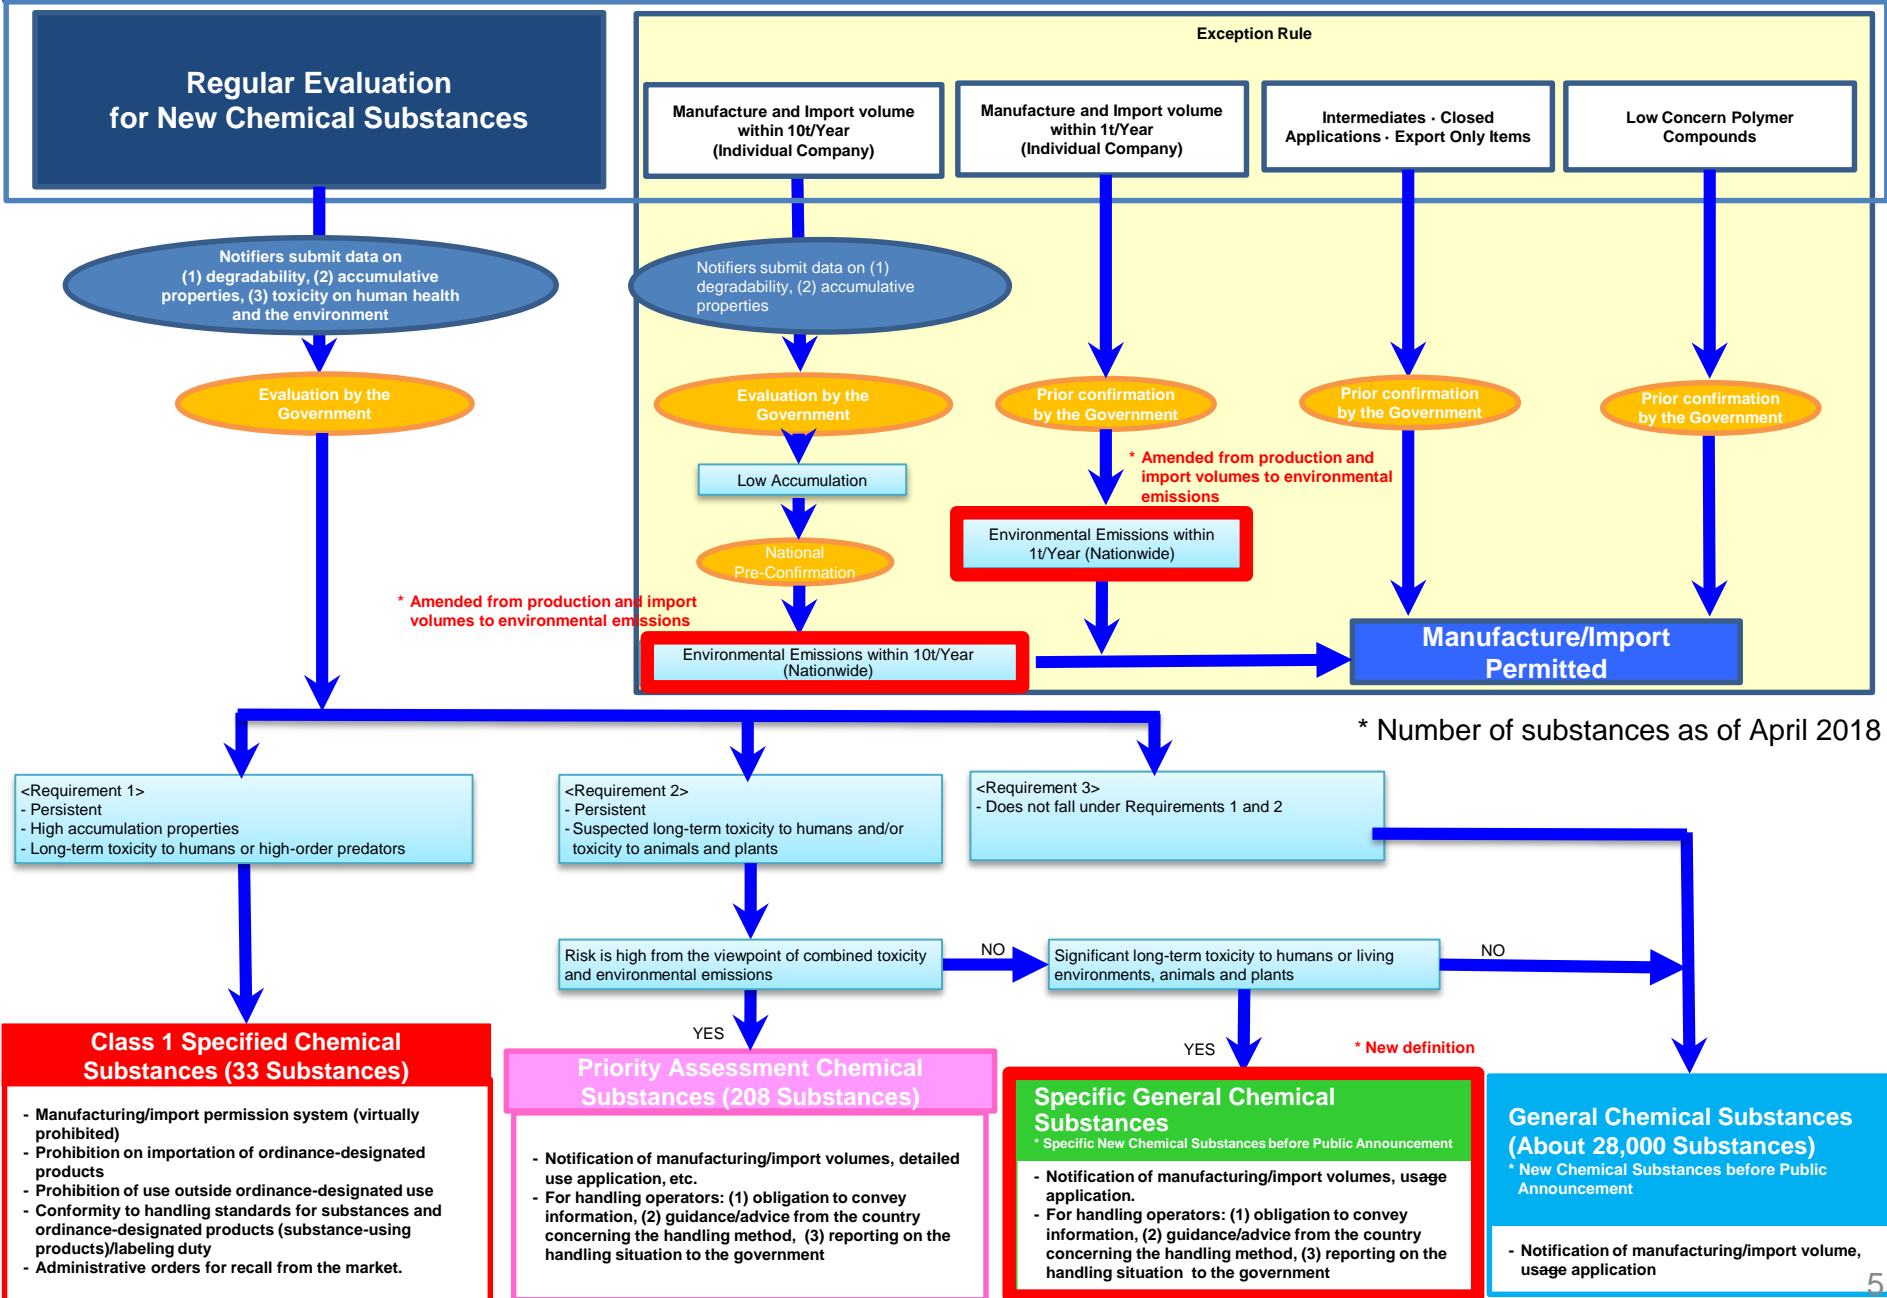 Regular Evaluation
for New Chemical Substances
Exception Rule
Manufacture and Import volume
within 10t/Year
(Individual Company)
Manufacture and Import volume
within 1t/Year
(Individual Company)
Intermediates · Closed
Applications · Export Only Items
Low Concern Polymer
Compounds
Notifiers submit data on
(1) degradability, (2) accumulative
properties, (3) toxicity on human health
and the environment
Notifiers submit data on (1)
degradability, (2) accumulative
properties
Evaluation by the
Government
Evaluation by the
Government
Prior confirmation
by the Government
Prior confirmation
by the Government
Prior confirmation
by the Government
Low Accumulation
* Amended from production and
import volumes to environmental
emissions
National
Pre-Confirmation
Environmental Emissions within
1t/Year (Nationwide)
* Amended from production and import
volumes to environmental emissions
Environmental Emissions within 10t/Year
(Nationwide)
Manufacture/Import
Permitted
* Number of substances as of April 2018
<Requirement 1>
- Persistent
- High accumulation properties
- Long-term toxicity to humans or high-order predators
<Requirement 2>
- Persistent
- Suspected long-term toxicity to humans and/or
toxicity to animals and plants
<Requirement 3>
- Does not fall under Requirements 1 and 2
Risk is high from the viewpoint of combined toxicity
and environmental emissions
NO
Significant long-term toxicity to humans or living
environments, animals and plants
NO
YES
YES
* New definition
Class 1 Specified Chemical
Substances (33 Substances)
- Manufacturing/import permission system (virtually
prohibited)
- Prohibition on importation of ordinance-designated
products
- Prohibition of use outside ordinance-designated use
- Conformity to handling standards for substances and
ordinance-designated products (substance-using
products)/labeling duty
- Administrative orders for recall from the market.
Priority Assessment Chemical
Substances (208 Substances)
- Notification of manufacturing/import volumes, detailed
use application, etc.
- For handling operators: (1) obligation to convey
information, (2) guidance/advice from the country
concerning the handling method, (3) reporting on the
handling situation to the government
Specific General Chemical
Substances
* Specific New Chemical Substances before Public Announcement
- Notification of manufacturing/import volumes, usage
application.
- For handling operators: (1) obligation to convey
information, (2) guidance/advice from the country
concerning the handling method, (3) reporting on the
handling situation to the government
General Chemical Substances
(About 28,000 Substances)
* New Chemical Substances before Public
Announcement
- Notification of manufacturing/import volume,
usage application
5